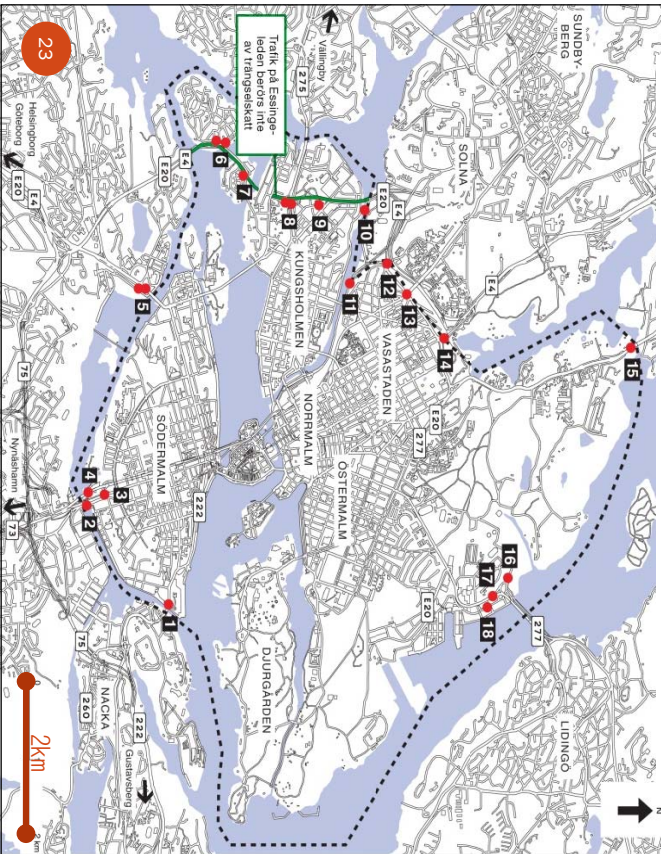 SUNDBY-
BERG
Vällingby
275
Trafik på Essinge-
leden berörs inte
av trängselskatt
SOLNA
E4
E20
E4
23
Helsingborg
Göteborg
E20
E4
E4
E20
6
7
8
9
10
11
12
13
14
15
5
KUNGSHOLMEN
VASASTADEN
E20
277
NORRMALM
ÖSTERMALM
SÖDERMALM
222
75
Nynäshamn
73
4
3
2
1
16
17
18
E20
277
DJURGÅRDEN
LIDINGÖ
75
NACKA
260
222
Gustavsberg
2km
2 km
N